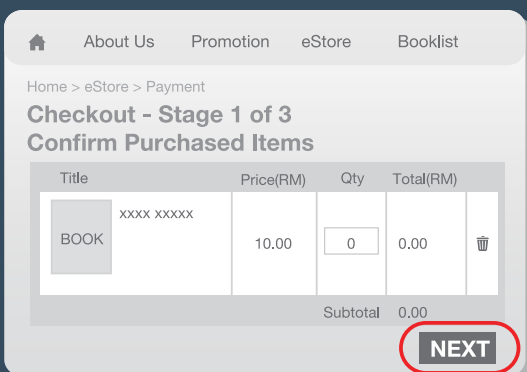 About Us Promotion eStore Booklist
Home > eStore > Payment
Checkout - Stage 1 of 3
Confirm Purchased Items
Title Price(RM) Qty Total(RM)
xxxx xxxxx
BOOK 10.00 0 0.00
Subtotal 0.00
NEXT